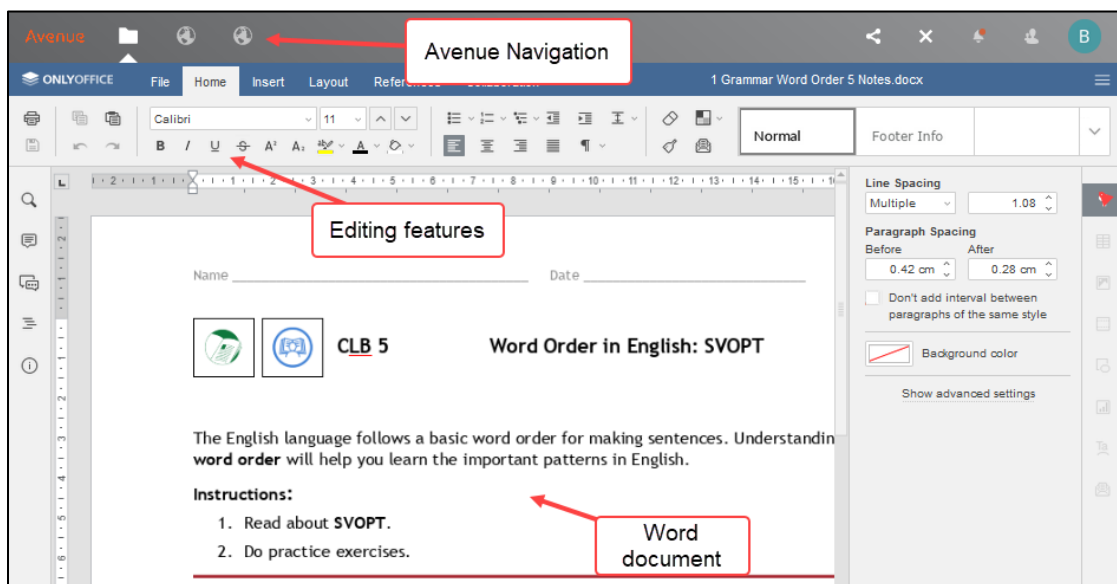 Avenue
Avenue Navigation
B
ONLYOFFICE File Home Insert Layout References 1 Grammar Word Order 5 Notes.docx
Calibri 11
Normal
Footer Info
B I U S A² A₂ A
Editing features
Line Spacing
Multiple 1.08
Paragraph Spacing
Before After
0.42 cm 0.28 cm
Don't add interval between
paragraphs of the same style
Background color
Show advanced settings
Name Date
CLB 5 Word Order in English: SVOPT
The English language follows a basic word order for making sentences. Understandin
word order will help you learn the important patterns in English.
Instructions:
1. Read about SVOPT.
2. Do practice exercises.
Word
document